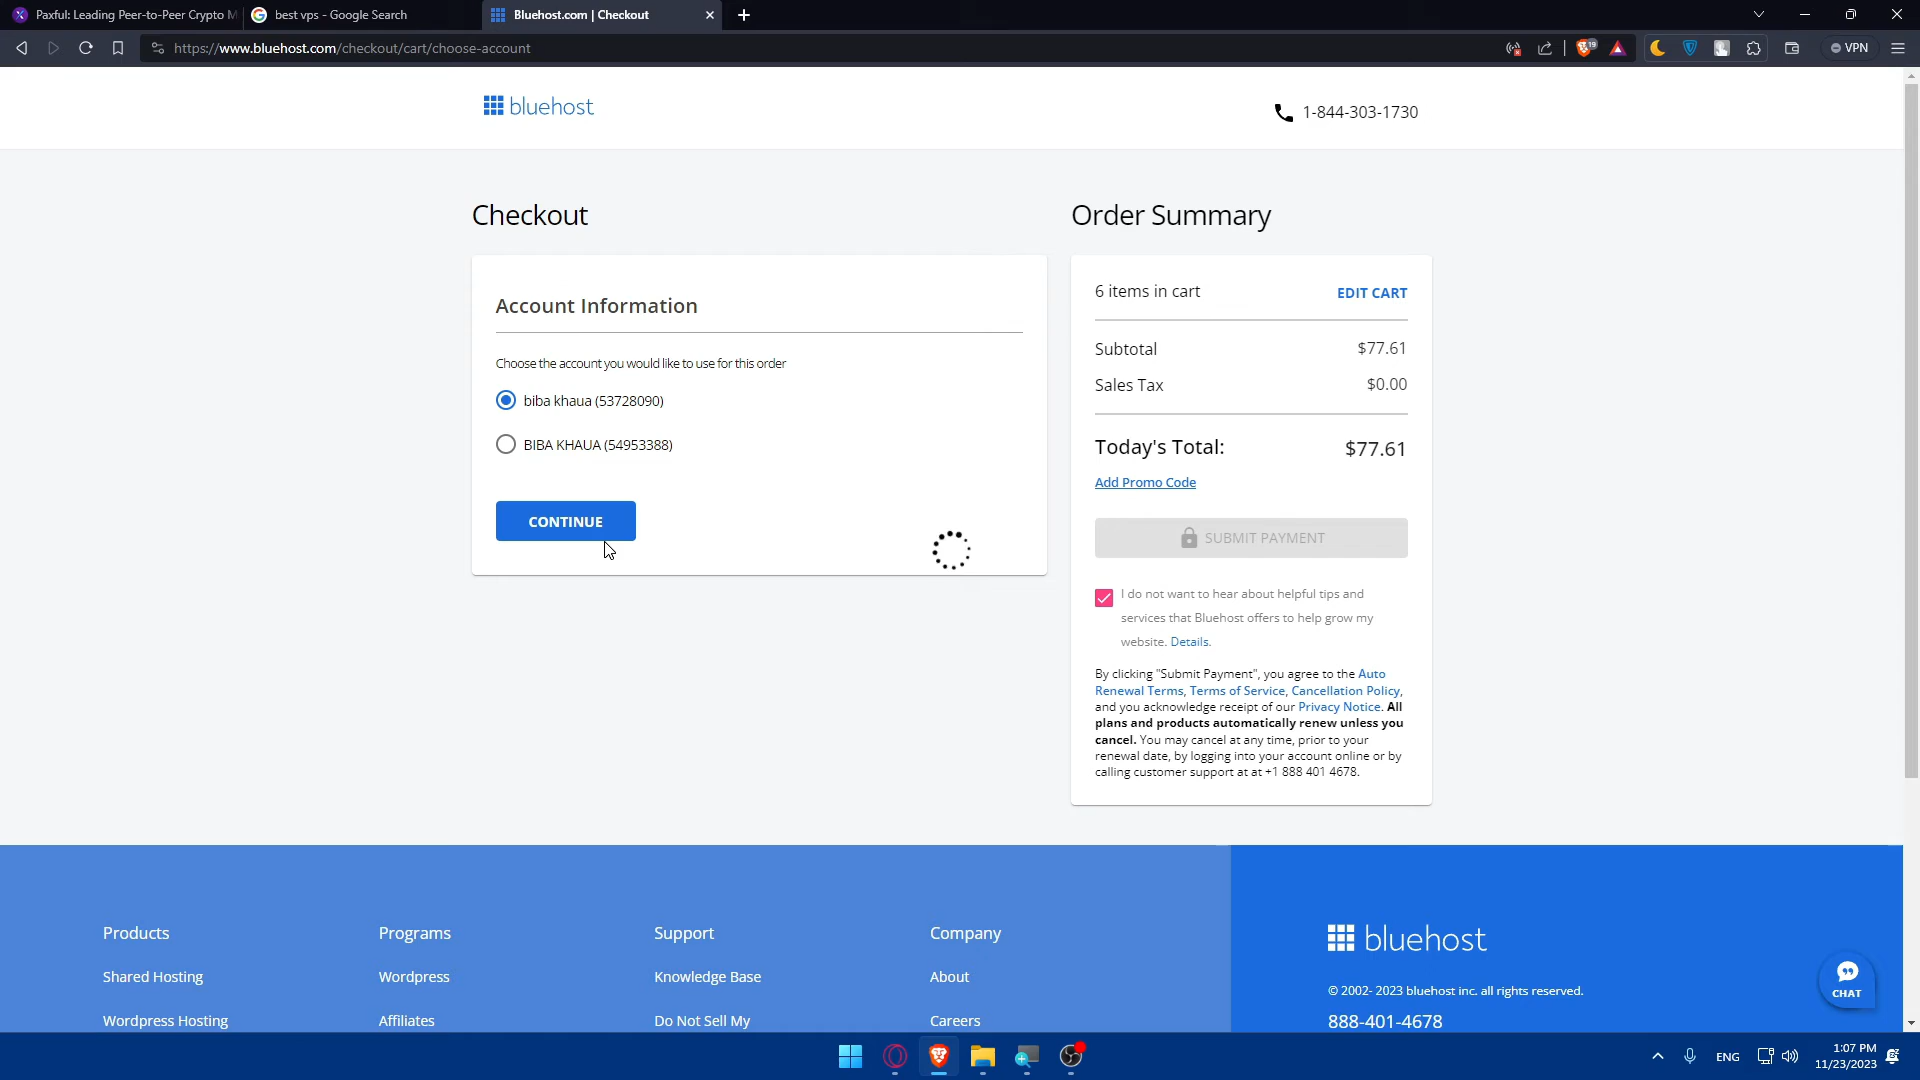 Paxful: Leading Peer-to-Peer Crypto M
best vps - Google Search
Bluehost.com | Checkout
https://www.bluehost.com/checkout/cart/choose-account
19
VPN
bluehost
1-844-303-1730
Checkout
Order Summary
Account Information
Choose the account you would like to use for this order
biba khaua (53728090)
BIBA KHAUA (54953388)
CONTINUE
6 items in cart
EDIT CART
Subtotal
$77.61
Sales Tax
$0.00
Today's Total:
$77.61
Add Promo Code
SUBMIT PAYMENT
I do not want to hear about helpful tips and
services that Bluehost offers to help grow my
website. Details.
By clicking "Submit Payment", you agree to the Auto
Renewal Terms, Terms of Service, Cancellation Policy,
and you acknowledge receipt of our Privacy Notice. All
plans and products automatically renew unless you
cancel. You may cancel at any time, prior to your
renewal date, by logging into your account online or by
calling customer support at at +1 888 401 4678.
Products
Programs
Support
Company
Shared Hosting
Wordpress
Knowledge Base
About
Wordpress Hosting
Affiliates
Do Not Sell My
Careers
bluehost
© 2002- 2023 bluehost inc. all rights reserved.
888-401-4678
CHAT
ENG
1:07 PM
11/23/2023